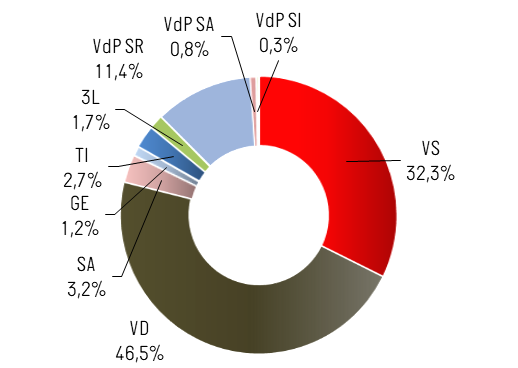 VdP SI
0,3%
VdP SA
0,8%
VdP SR
11,4%
3L
1,7%
TI
2,7%
GE
1,2%
SA
3,2%
VD
46,5%
VS
32,3%